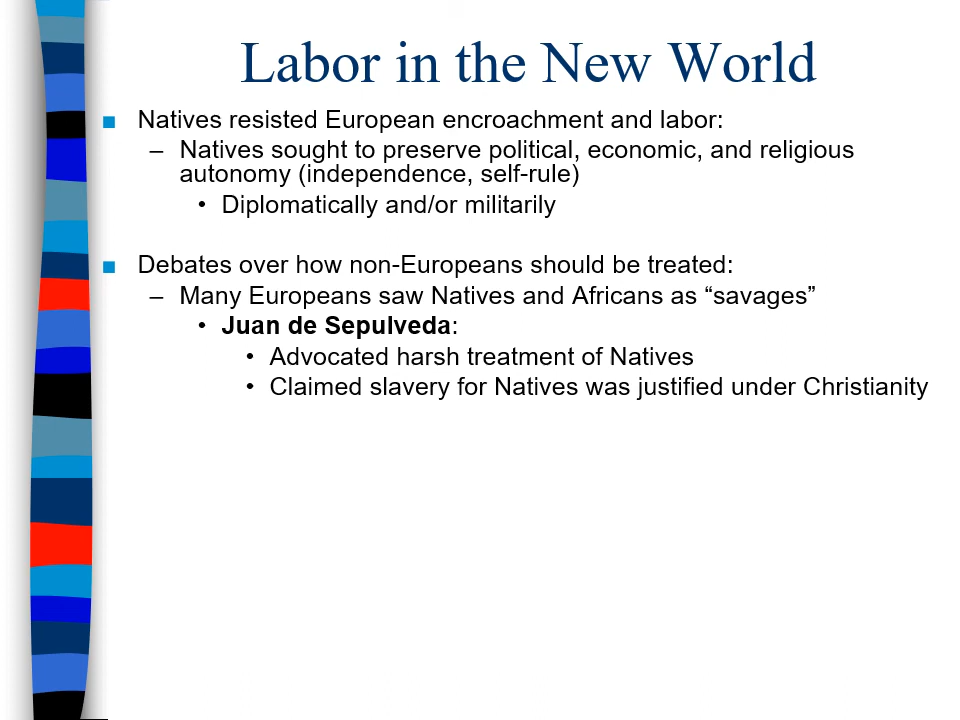 Labor in the New World
■ Natives resisted European encroachment and labor:
– Natives sought to preserve political, economic, and religious
autonomy (independence, self-rule)
• Diplomatically and/or militarily
■ Debates over how non-Europeans should be treated:
– Many Europeans saw Natives and Africans as “savages”
• Juan de Sepulveda:
• Advocated harsh treatment of Natives
• Claimed slavery for Natives was justified under Christianity